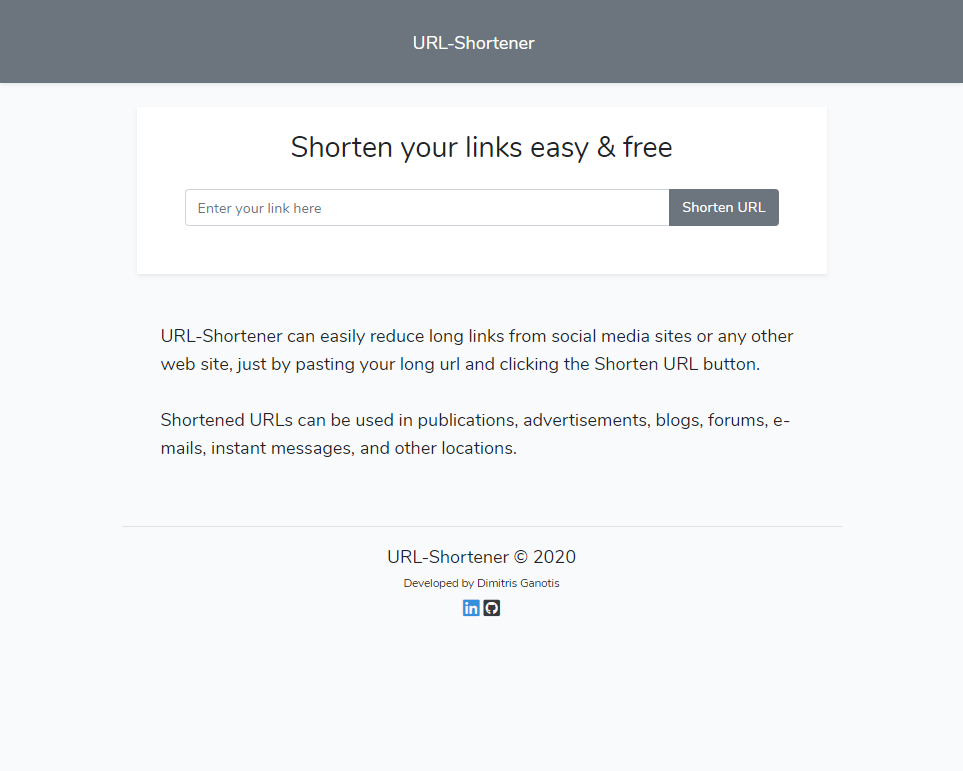 URL-Shortener
Shorten your links easy & free
Enter your link here
Shorten URL
URL-Shortener can easily reduce long links from social media sites or any other
web site, just by pasting your long url and clicking the Shorten URL button.
Shortened URLs can be used in publications, advertisements, blogs, forums, e-
mails, instant messages, and other locations.
URL-Shortener © 2020
Developed by Dimitris Ganotis
in